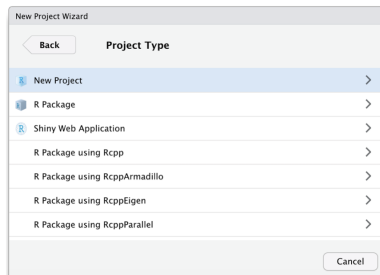 New Project Wizard
Back
Project Type
New Project
R Package
R Shiny Web Application
R Package using Rcpp
R Package using RcppArmadillo
R Package using RcppEigen
R Package using RcppParallel
Cancel